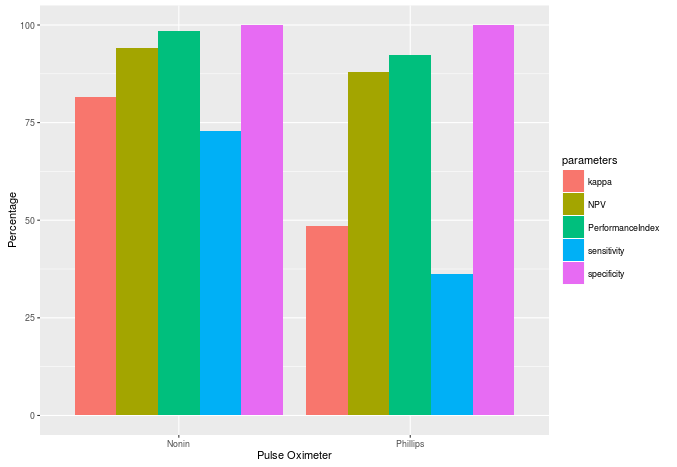 100
75
50
25
0
Percentage
Nonin
Phillips
Pulse Oximeter
parameters
kappa
NPV
PerformanceIndex
sensitivity
specificity